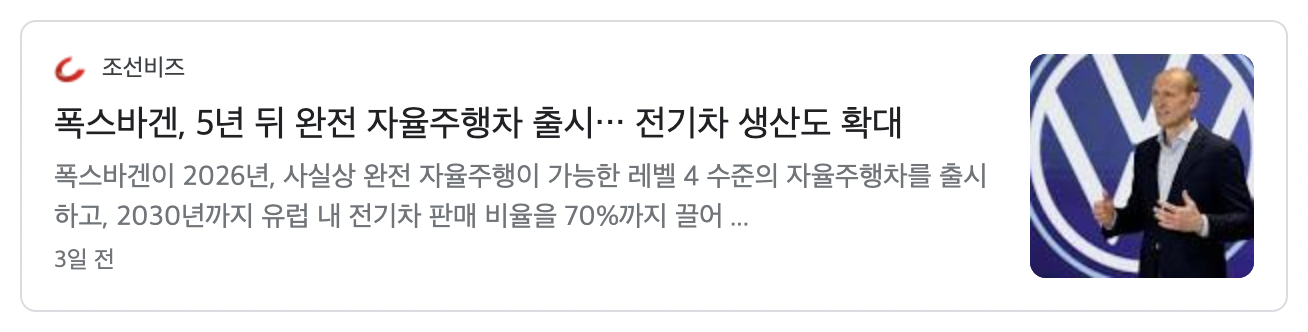 조선비즈
폭스바겐, 5년 뒤 완전 자율주행차 출시… 전기차 생산도 확대
폭스바겐이 2026년, 사실상 완전 자율주행이 가능한 레벨 4 수준의 자율주행차를 출시
하고, 2030년까지 유럽 내 전기차 판매 비율을 70%까지 끌어 ...
3일 전